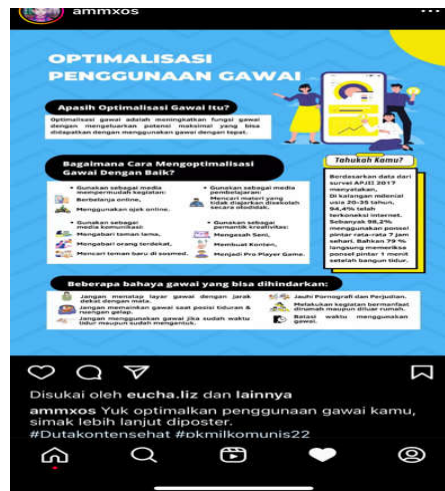 ammxos
OPTIMALISASI
PENGGUNAAN GAWAI
Apasih Optimalisasi Gawai Itu?
Optimalisasi gawai adalah meningkatkan fungsi gawai
dengan mengeluarkan potensi maksimal yang bisa
didapatkan dengan menggunakan gawai dengan tepat.
Bagaimana Cara Mengoptimalisasi
Gawai Dengan Baik?
• Gunakan sebagai media
mempermudah kegiatan:
Berbelanja online,
Menggunakan ojek online.
• Gunakan sebagai
media komunikasi:
Mengabari teman lama,
Mengabari orang terdekat,
Mencari teman baru di sosmed.
• Gunakan sebagai media
pembelajaran:
Mencari materi yang
tidak diajarkan disekolah
secara otodidak.
• Gunakan sebagai
pemantik kreativitas:
Mengasah Seni,
Membuat Konten,
Menjadi Pro Player Game.
Tahukah Kamu?
Berdasarkan data dari
survei APJII 2017
menyatakan,
Di kalangan milenial
usia 20-35 tahun,
94,4% telah
terkoneksi internet.
Sebanyak 98,2%
menggunakan ponsel
pintar rata-rata 7 jam
sehari. Bahkan 79 %
langsung memeriksa
ponsel pintar 1 menit
setelah bangun tidur.
Beberapa bahaya gawai yang bisa dihindarkan:
Jangan menatap layar gawai dengan jarak
dekat dengan mata.
Jangan memainkan gawai saat posisi tiduran &
ruangan gelap.
Jangan menggunakan gawai jika sudah waktu
tidur maupun sudah mengantuk.
Jauhi Pornografi dan Perjudian.
Melakukan kegiatan bermanfaat
dirumah maupun diluar rumah.
Batasi waktu menggunakan
gawai.
Disukai oleh eucha.liz dan lainnya
ammxos Yuk optimalkan penggunaan gawai kamu,
simak lebih lanjut diposter.
#Dutakontensehat #pkmilkomunis22